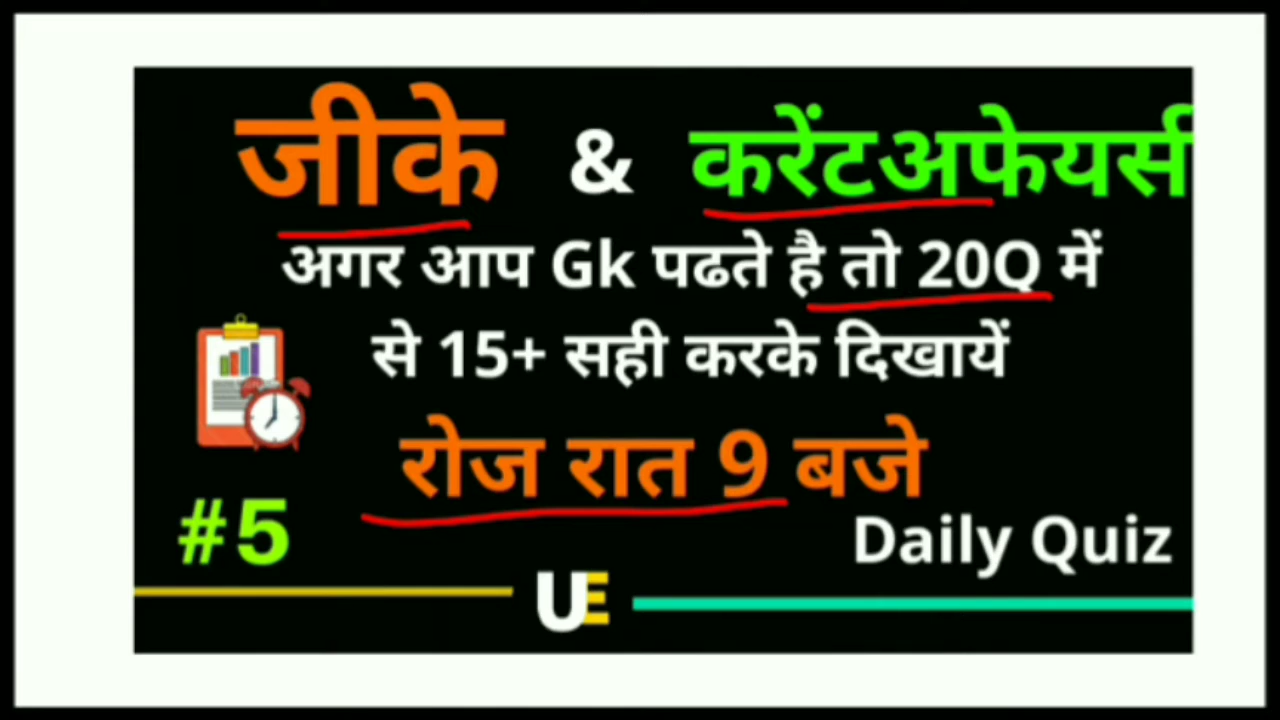 जीके & करेंटअफेयर्स
अगर आप Gk पढते है तो 20Q में
से 15+ सही करके दिखायें
रोज रात 9 बजे
#5
Daily Quiz
UE